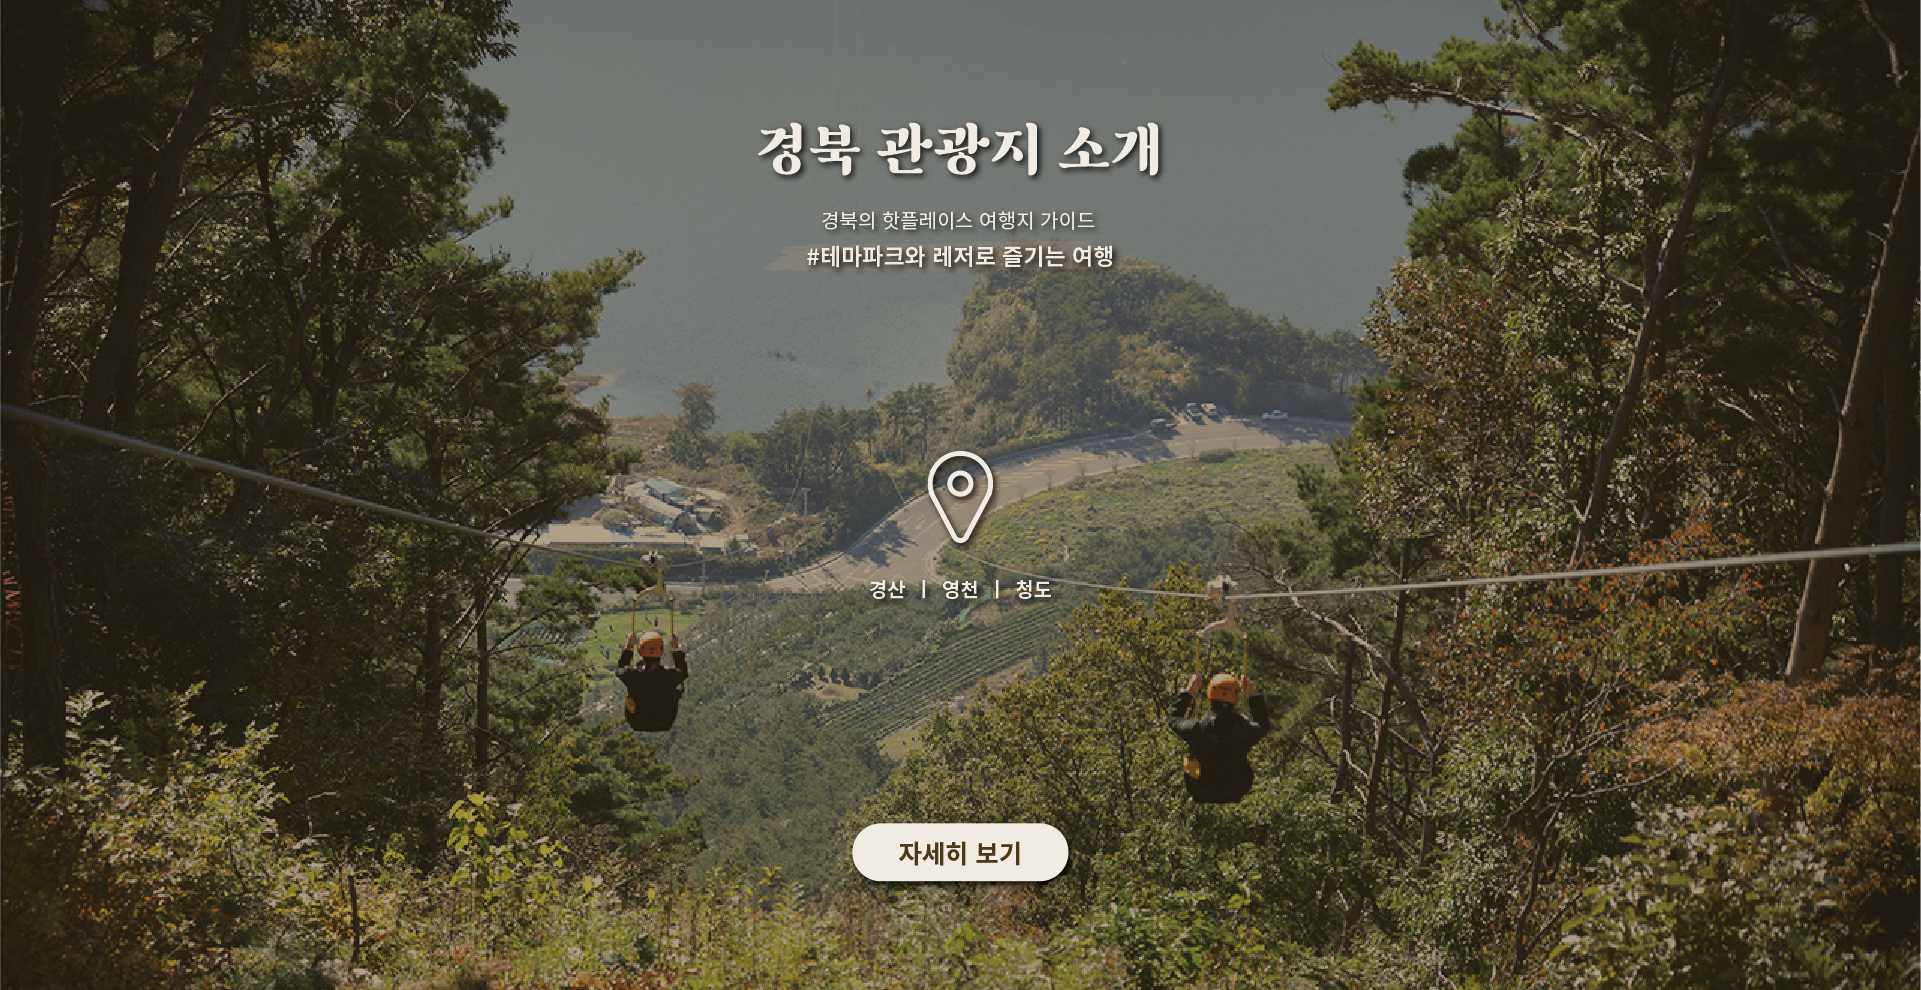 경북 관광지 소개
경북의 핫플레이스 여행지 가이드
#테마파크와 레저로 즐기는 여행
경산 | 영천 | 청도
자세히 보기